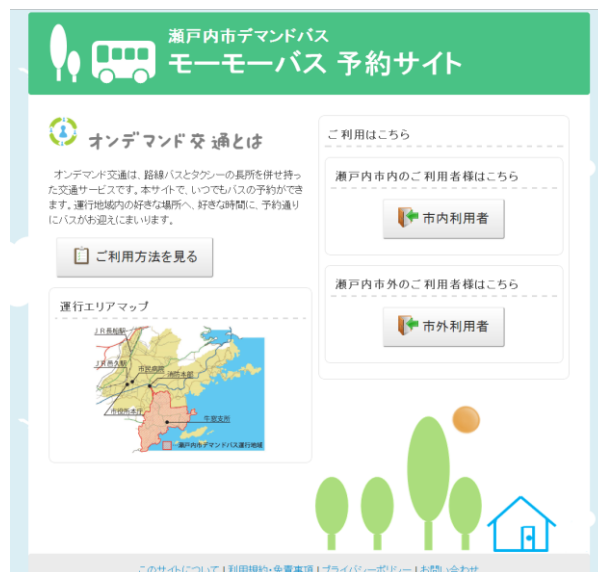 瀬戸内市デマンドバス
モーモーバス 予約サイト
オンデマンド交通とは
オンデマンド交通は、路線バスとタクシーの長所を併せ持っ
た交通サービスです。本サイトで、いつでもバスの予約ができ
ます。運行地域内の好きな場所へ、好きな時間に、予約通り
にバスがお迎えにまいります。
ご利用方法を見る
運行エリアマップ
JR長船駅
JR邑久駅
市民病院
消防本部
市役所本庁
牛窓支所
瀬戸内市デマンドバス運行地域
ご利用はこちら
瀬戸内市内のご利用者様はこちら
市内利用者
瀬戸内市外のご利用者様はこちら
市外利用者
このサイトについて | 利用規約・免責事項 | プライバシーポリシー | お問い合わせ